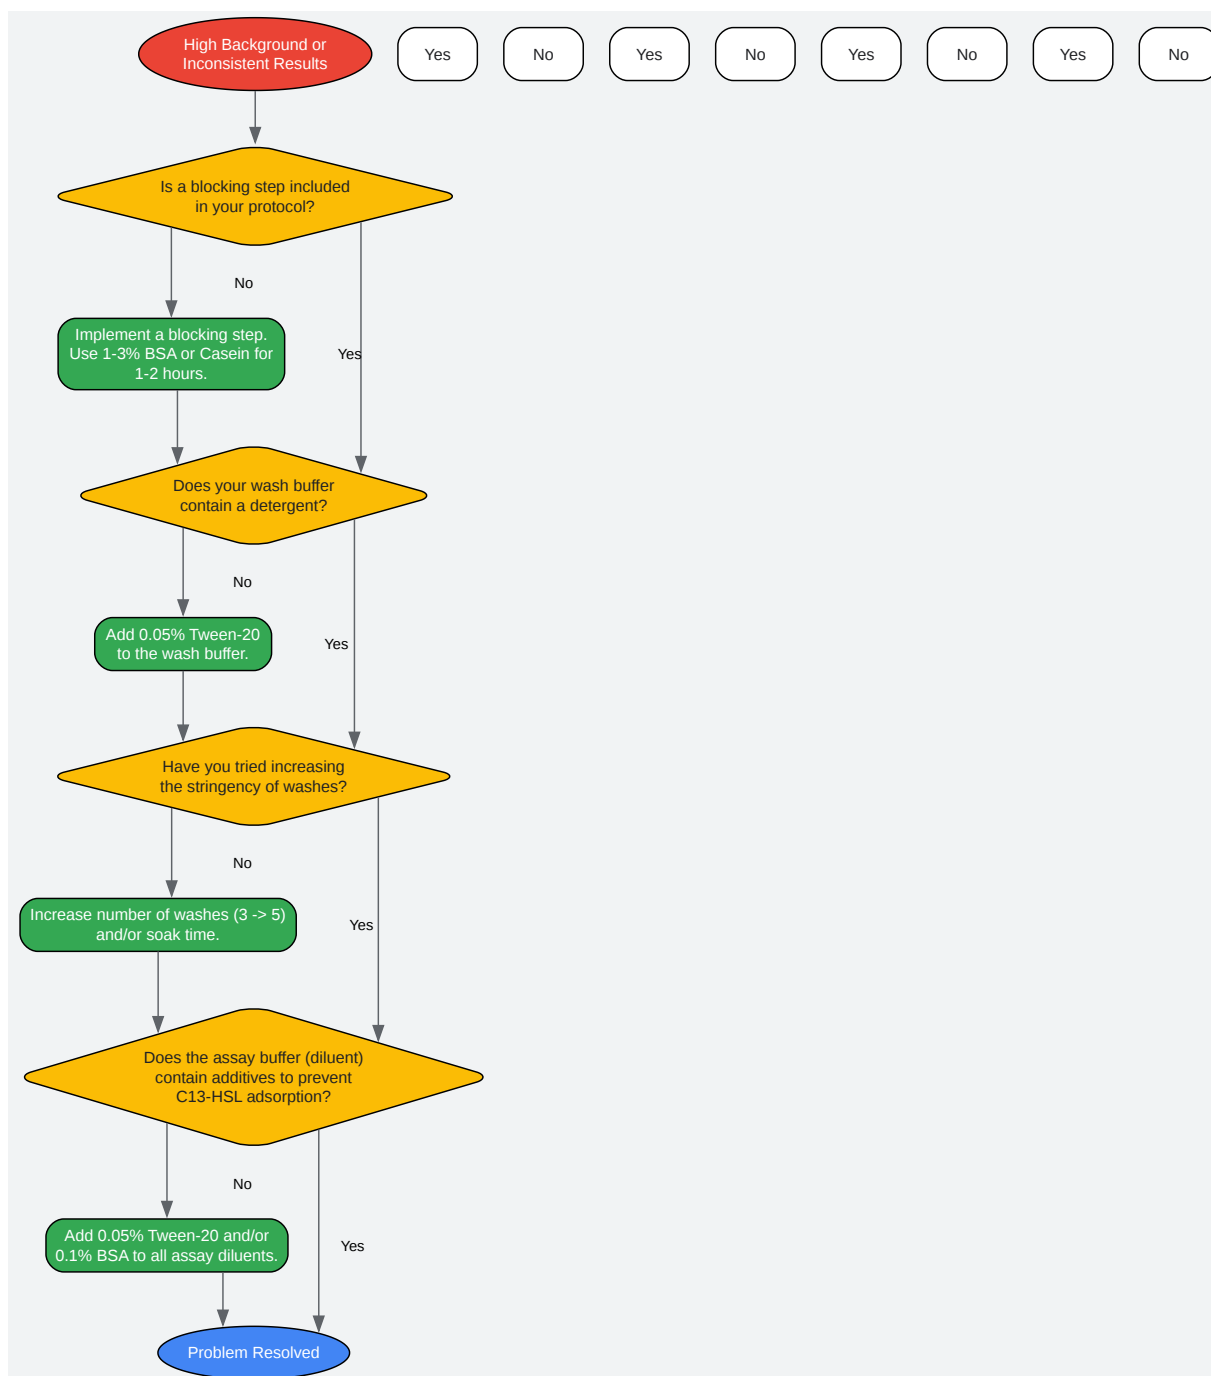 High Background or
Inconsistent Results
Yes
No
Yes
No
Yes
No
Yes
No
Is a blocking step included
in your protocol?
No
Implement a blocking step.
Use 1-3% BSA or Casein for
1-2 hours.
Yes
Does your wash buffer
contain a detergent?
No
Add 0.05% Tween-20
to the wash buffer.
Yes
Have you tried increasing
the stringency of washes?
No
Increase number of washes (3 -> 5)
and/or soak time.
Yes
Does the assay buffer (diluent)
contain additives to prevent
C13-HSL adsorption?
No
Add 0.05% Tween-20 and/or
0.1% BSA to all assay diluents.
Yes
Problem Resolved